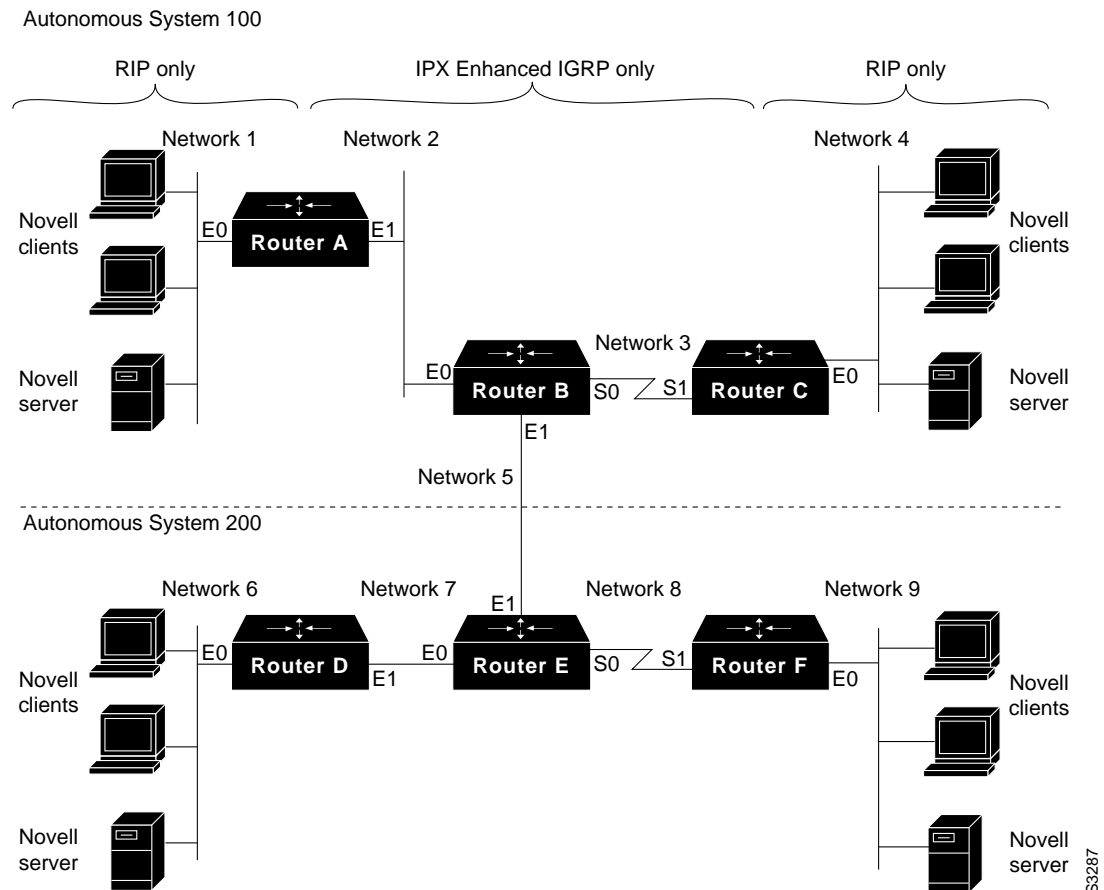 Autonomous System 100
RIP only
IPX Enhanced IGRP only
RIP only
Network 1
Network 2
Network 4
Novell
clients
E0
Router A
E1
Novell
clients
Novell
server
E0
Router B
S0
Network 3
S1
Router C
E0
Novell
server
E1
Network 5
Autonomous System 200
Network 6
Network 7
E1
Network 8
Network 9
Novell
clients
E0
Router D
E1
E0
Router E
S0
S1
Router F
E0
Novell
clients
Novell
server
Novell
server
S3287